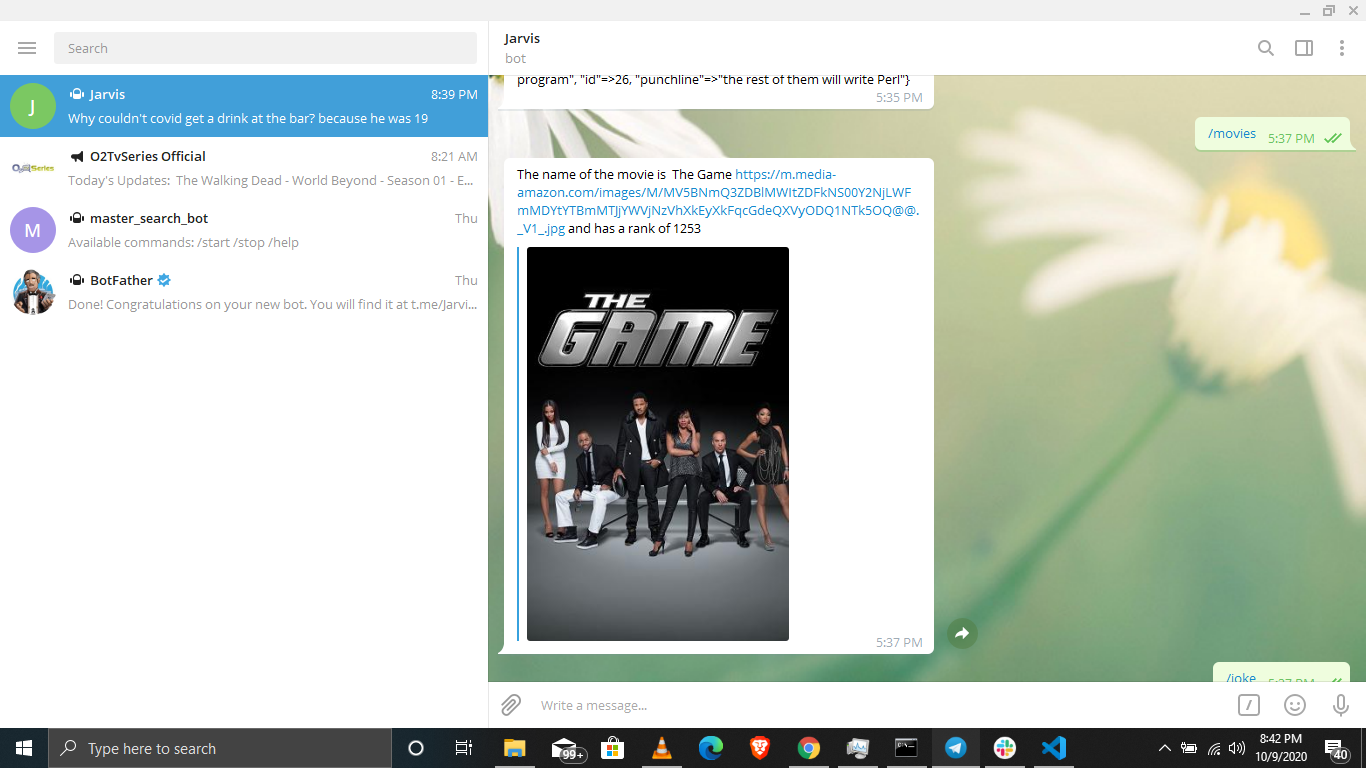 Search
J
Jarvis
8:39 PM
Why couldn't covid get a drink at the bar? because he was 19
O2TvSeries Official
8:21 AM
Today's Updates:  The Walking Dead - World Beyond - Season 01 - E...
M
master_search_bot
Thu
Available commands: /start /stop /help
BotFather
Thu
Done! Congratulations on your new bot. You will find it at t.me/Jarvi...
Jarvis
bot
program", "id"=>26, "punchline"=>"the rest of them will write Perl"}
5:35 PM
/movies 5:37 PM
The name of the movie is  The Game https://m.media-
amazon.com/images/M/MV5BNmQ3ZDBlMWItZDFkNS00Y2NjLWF
mMDYtYTBmMTJjYWVjNzVhXkEyXkFqcGdeQXVyODQ1NTk5OQ@@.
_V1_.jpg and has a rank of 1253
THE
GAME
5:37 PM
/joke 5:37 PM
Write a message...
Type here to search
99+
8:42 PM
10/9/2020
40